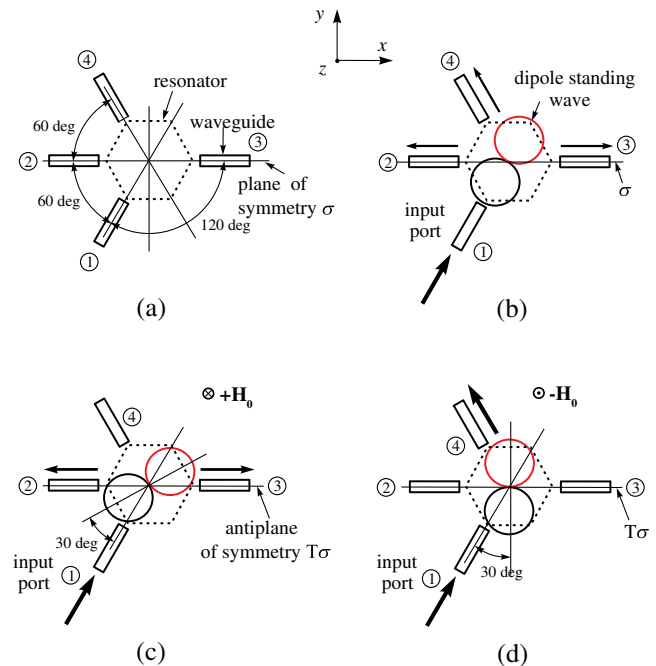 y
x
z
④
resonator
60 deg
waveguide
③
②
plane of
symmetry σ
60 deg
120 deg
①
(a)
④
dipole standing
wave
②
③
σ
input
port
①
(b)
⊗ +H₀
④
②
③
30 deg
antiplane
of symmetry Tσ
input
port
①
(c)
⊙ -H₀
④
②
③
Tσ
input
port
①
30 deg
(d)